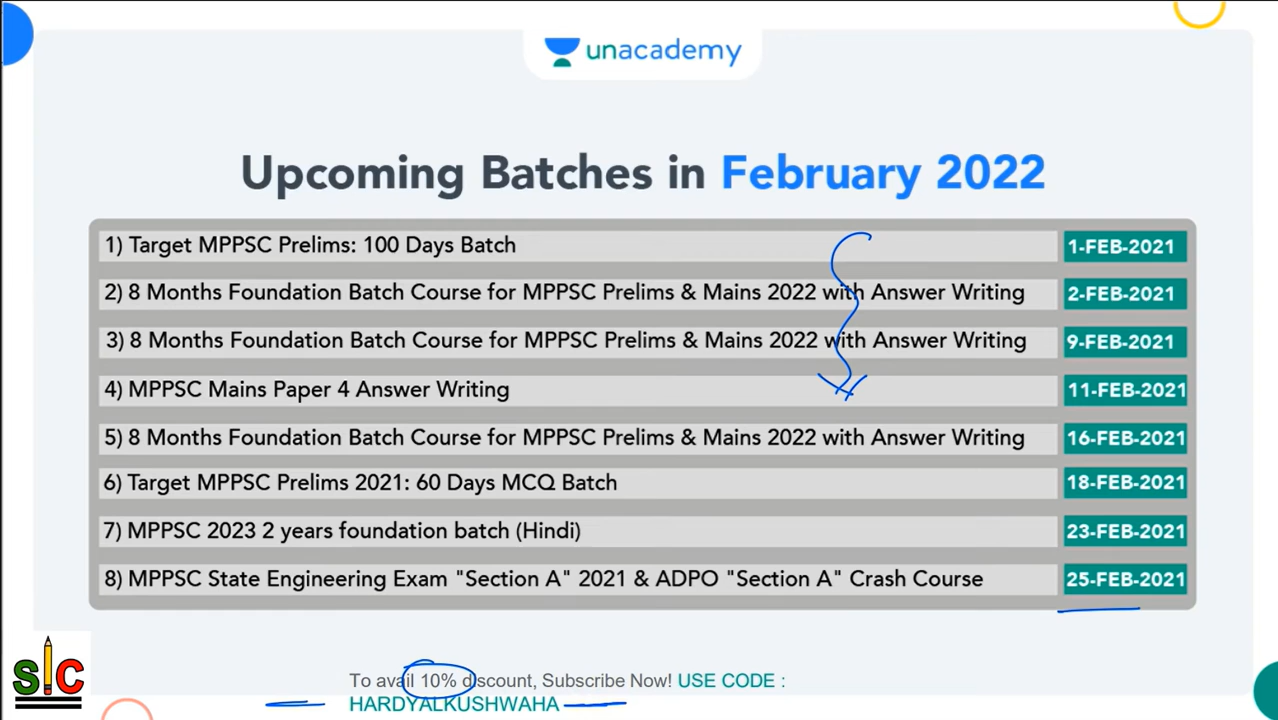 unacademy
Upcoming Batches in February 2022
1) Target MPPSC Prelims: 100 Days Batch 1-FEB-2021
2) 8 Months Foundation Batch Course for MPPSC Prelims & Mains 2022 with Answer Writing 2-FEB-2021
3) 8 Months Foundation Batch Course for MPPSC Prelims & Mains 2022 with Answer Writing 9-FEB-2021
4) MPPSC Mains Paper 4 Answer Writing 11-FEB-2021
5) 8 Months Foundation Batch Course for MPPSC Prelims & Mains 2022 with Answer Writing 16-FEB-2021
6) Target MPPSC Prelims 2021: 60 Days MCQ Batch 18-FEB-2021
7) MPPSC 2023 2 years foundation batch (Hindi) 23-FEB-2021
8) MPPSC State Engineering Exam "Section A" 2021 & ADPO "Section A" Crash Course 25-FEB-2021
SIC
To avail 10% discount, Subscribe Now! USE CODE :
HARDYALKUSHWAHA